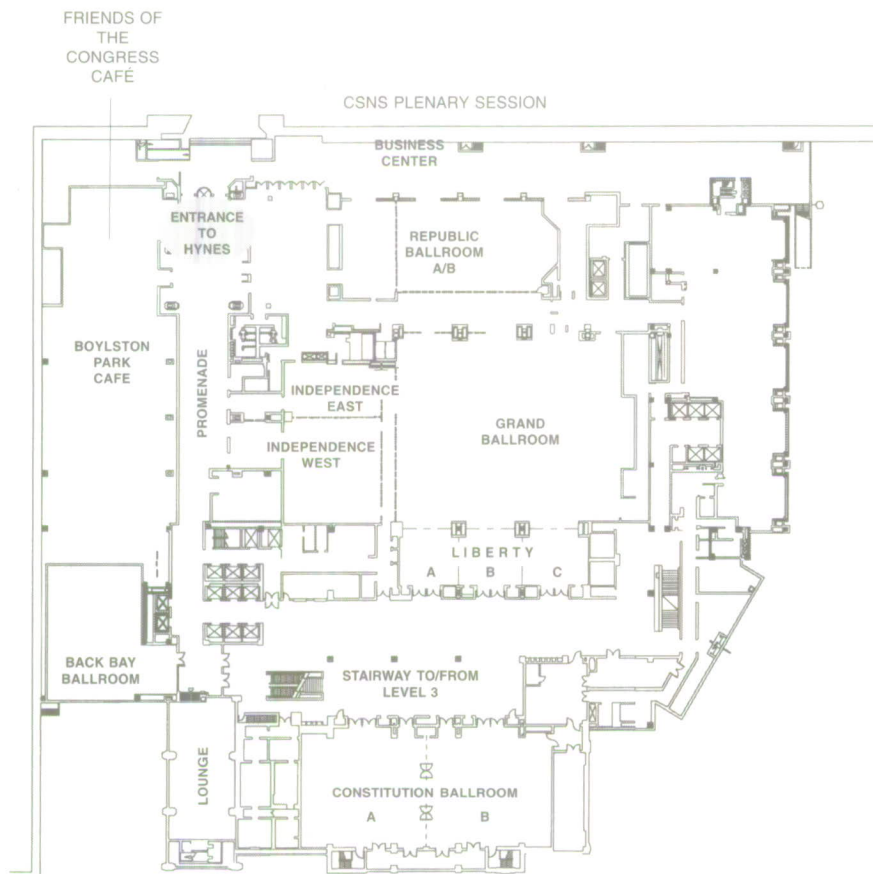 FRIENDS OF
THE
CONGRESS
CAFÉ
CSNS PLENARY SESSION
BUSINESS
CENTER
ENTRANCE
TO
HYNES
REPUBLIC
BALLROOM
A/B
BOYLSTON
PARK
CAFE
PROMENADE
INDEPENDENCE
EAST
INDEPENDENCE
WEST
GRAND
BALLROOM
LIBERTY
A B C
BACK BAY
BALLROOM
STAIRWAY TO/FROM
LEVEL 3
LOUNGE
CONSTITUTION BALLROOM
A B